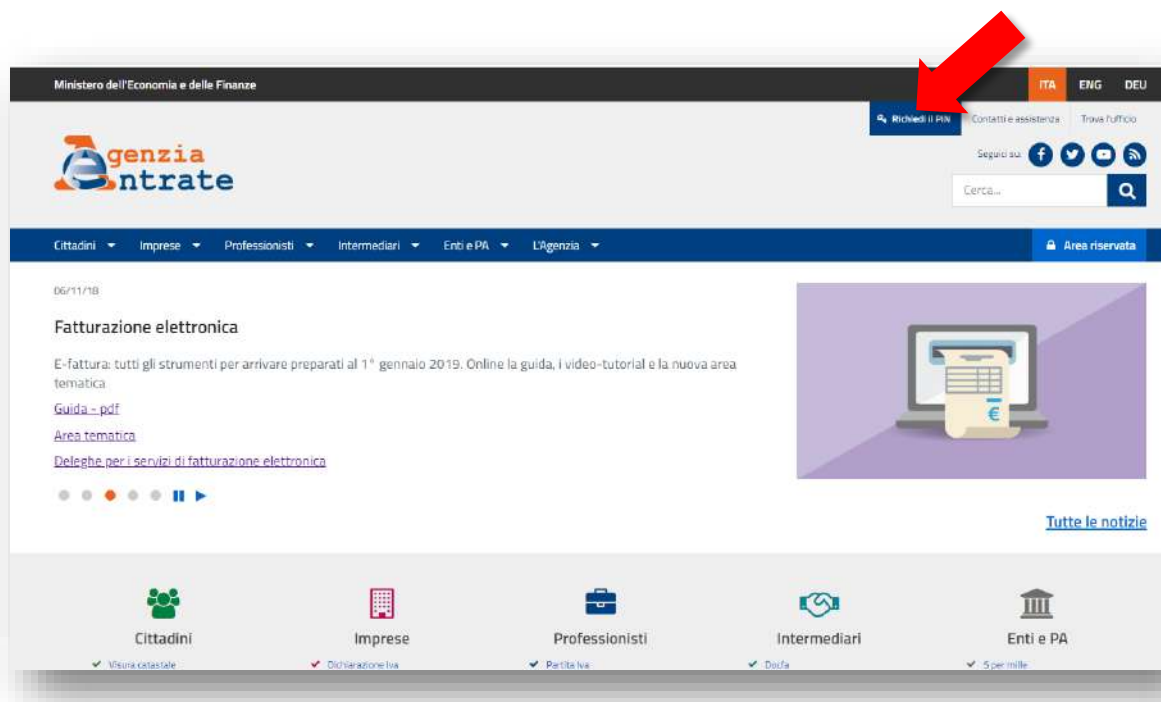 Ministero dell'Economia e delle Finanze
ITA ENG DEU
Richiedi il PIN Contatti e assistenza Trova l'ufficio
Agenzia
Entrate
Seguici su:
Cerca...
Cittadini Imprese Professionisti Intermediari Enti e PA L'Agenzia Area riservata
06/11/18
Fatturazione elettronica
E-fattura: tutti gli strumenti per arrivare preparati al 1° gennaio 2019. Online la guida, i video-tutorial e la nuova area
tematica
Guida - pdf
Area tematica
Deleghe per i servizi di fatturazione elettronica
€
Tutte le notizie
Cittadini Imprese Professionisti Intermediari Enti e PA
Visura catastale Dichiarazione Iva Partita Iva Docfa 5 per mille